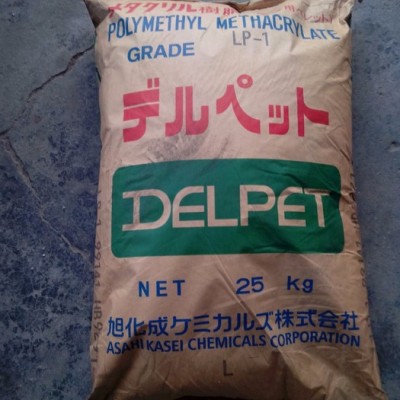 メタクリル樹脂
POLYMETHYL METHACRYLATE
GRADE LP-1
デルペット
DELPET
NET 25 kg
旭化成ケミカルズ株式会社
ASAHI KASEI CHEMICALS CORPORATION
L